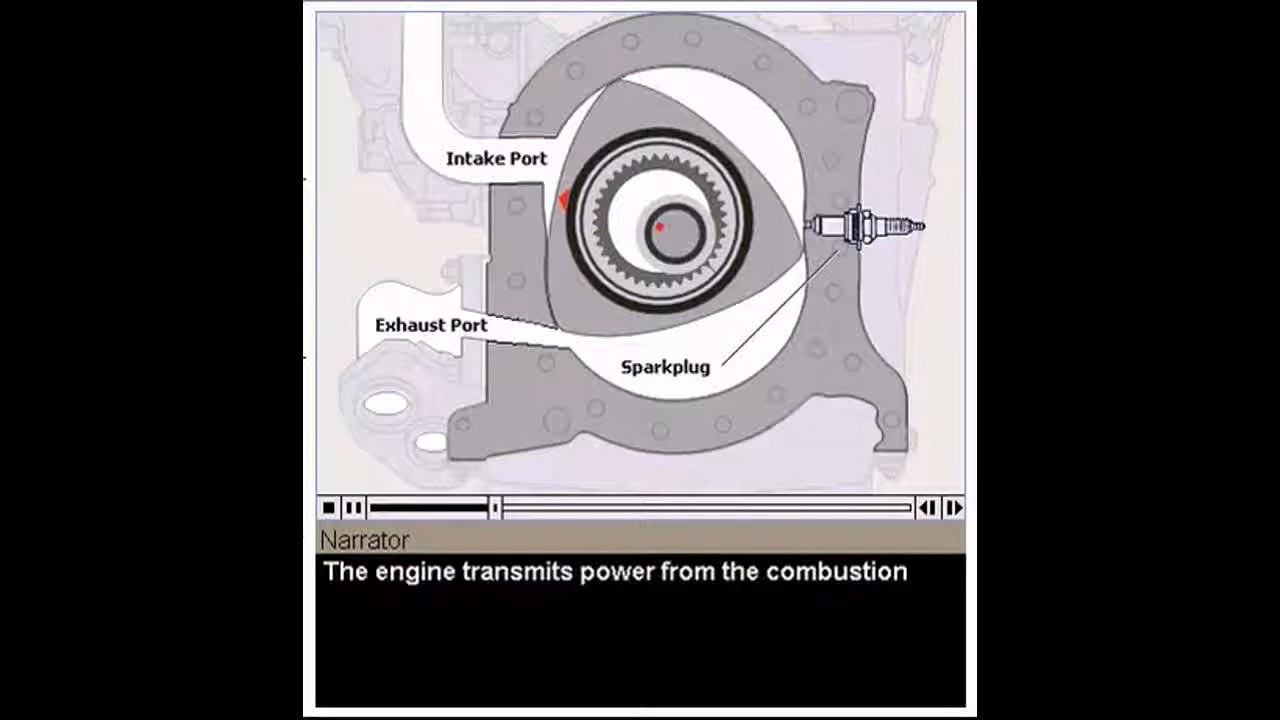 Intake Port
Exhaust Port
Sparkplug
Narrator
The engine transmits power from the combustion